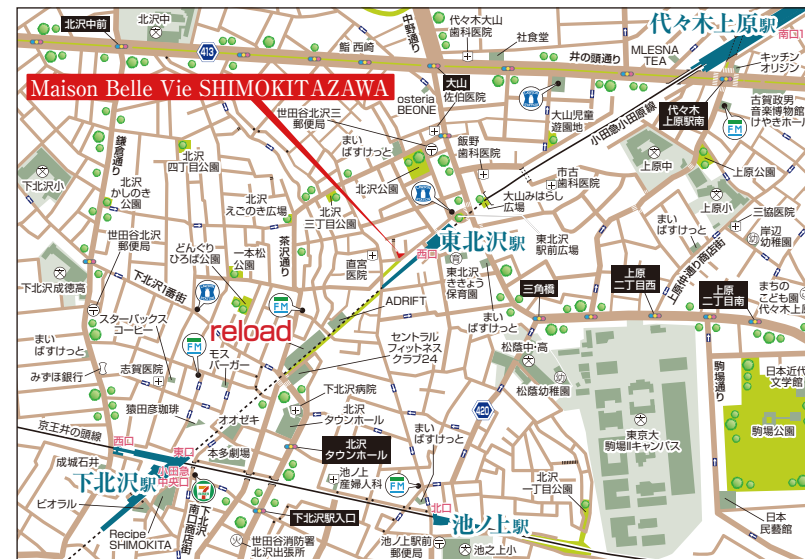 北沢中前
北沢中
413
鮨 西崎
中野通り
代々木大山
歯科医院
社食堂
井の頭通り
代々木上原駅
南口1
MLESNA
TEA
キッチン
オリジン
Maison Belle Vie SHIMOKITAZAWA
大山
佐伯医院
osteria
BEONE
世田谷北沢三
郵便局
まい
ばすけっと
飯野
歯科医院
大山児童
遊園地
小田急小田原線
代々木
上原駅南
古賀政男
音楽博物館
けやきホール
FM
鎌倉通り
北沢
四丁目公園
下北沢小
北沢
かしのき
公園
北沢
えごのき広場
北沢
三丁目公園
北沢公園
市古
歯科医院
大山みはらし
広場
上原中
上原公園
上原小
三協医院
岸辺
幼稚園
幼
世田谷北沢
郵便局
どんぐり
ひろば公園
一本松
公園
茶沢通り
直宮
医院
西口
東北沢駅
東北沢
駅前広場
まい
ばすけっと
上原仲通り商店街
下北沢成徳高
下北沢1番街
保
東北沢
ききょう
保育園
三角橋
上原
二丁目西
上原
二丁目南
まちの
こども園
代々木上原
スターバックス
コーヒー
FM
ADRIFT
reload
まい
ばすけっと
FM
モス
バーガー
セントラル
フィットネス
クラブ24
松蔭中・高
幼
松蔭幼稚園
みずほ銀行
志賀医院
下北沢病院
420
駒場通り
日本近代
文学館
猿田彦珈琲
オオゼキ
北沢
タウンホール
まい
ばすけっと
東京大
駒場Ⅱキャンパス
駒場公園
京王井の頭線
西口
東口
本多劇場
北沢
タウンホール
成城石井
小田急
中央口
下北沢駅
池ノ上
産婦人科
FM
北口
北沢
一丁目公園
ビオラル
下北沢
南口商店街
下北沢駅入口
池ノ上駅
日本
民藝館
Recipe
SHIMOKITA
世田谷消防署
北沢出張所
池ノ上駅前
郵便局
池之上小